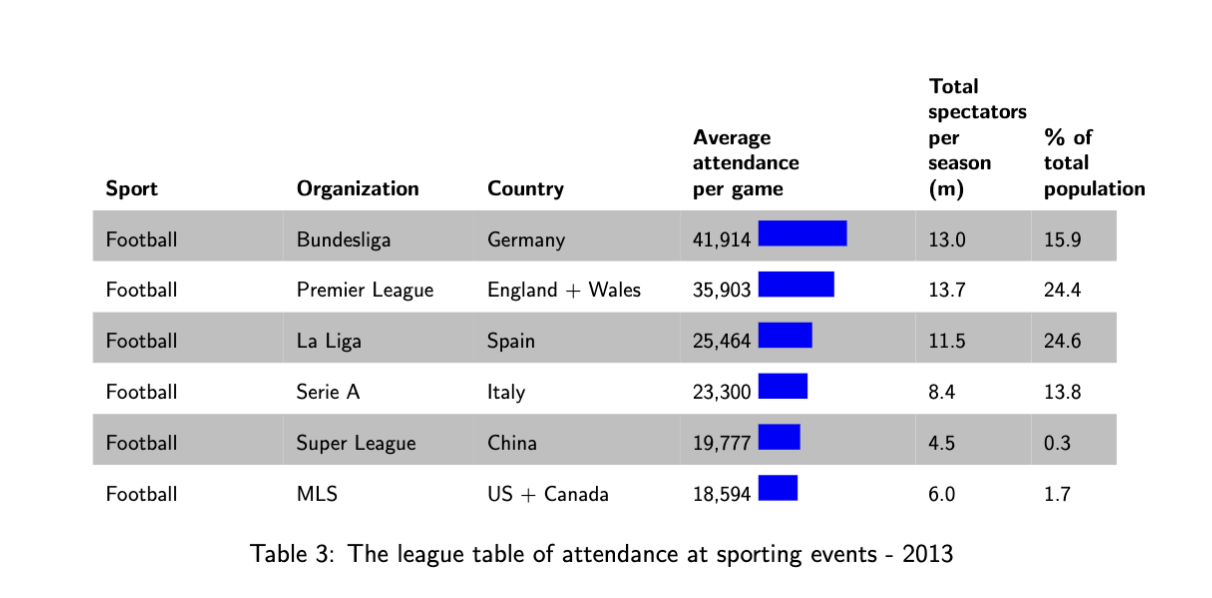 Sport Organization Country Average attendance per game Total spectators per season (m) % of total population
Football Bundesliga Germany 41,914 13.0 15.9
Football Premier League England + Wales 35,903 13.7 24.4
Football La Liga Spain 25,464 11.5 24.6
Football Serie A Italy 23,300 8.4 13.8
Football Super League China 19,777 4.5 0.3
Football MLS US + Canada 18,594 6.0 1.7
Table 3: The league table of attendance at sporting events - 2013